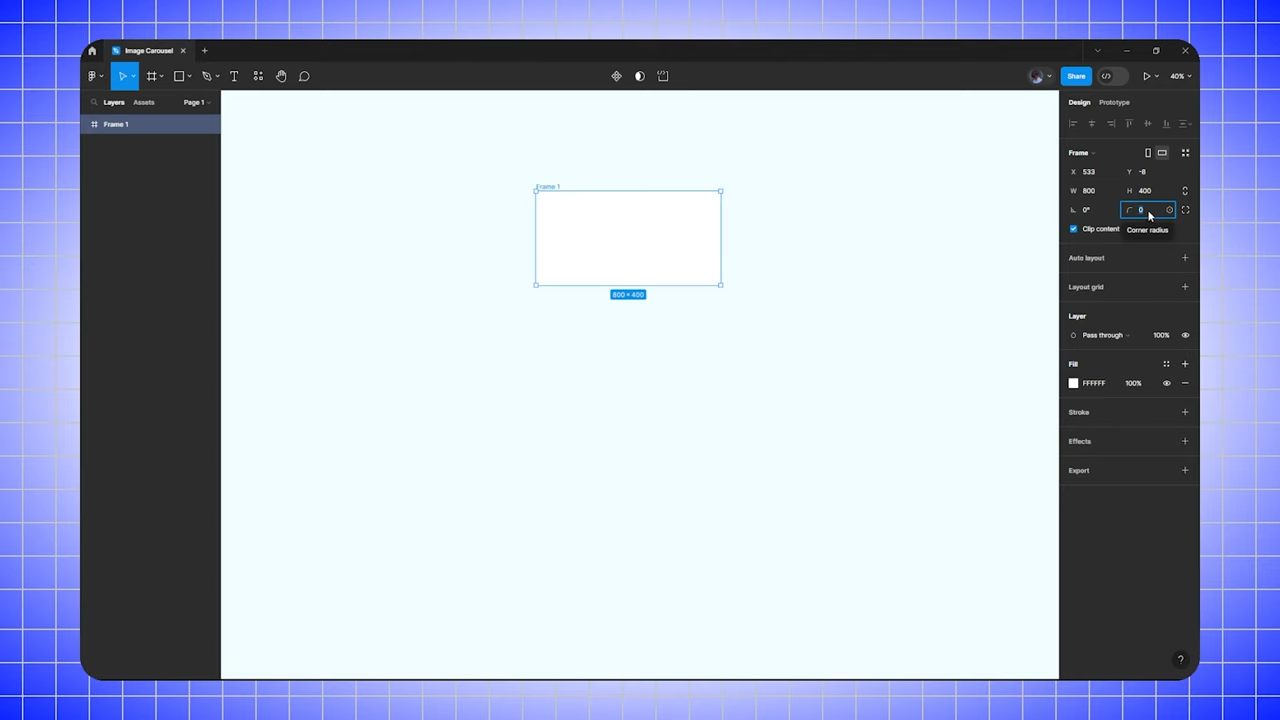 Image Carousel
Share
40%
Layers
Assets
Page 1
Design
Prototype
Frame 1
Frame
X 533
Y -8
W 800
H 400
0°
0
Clip content
Corner radius
Frame 1
800 × 400
Auto layout
Layout grid
Layer
Pass through
100%
Fill
FFFFFF
100%
Stroke
Effects
Export
?